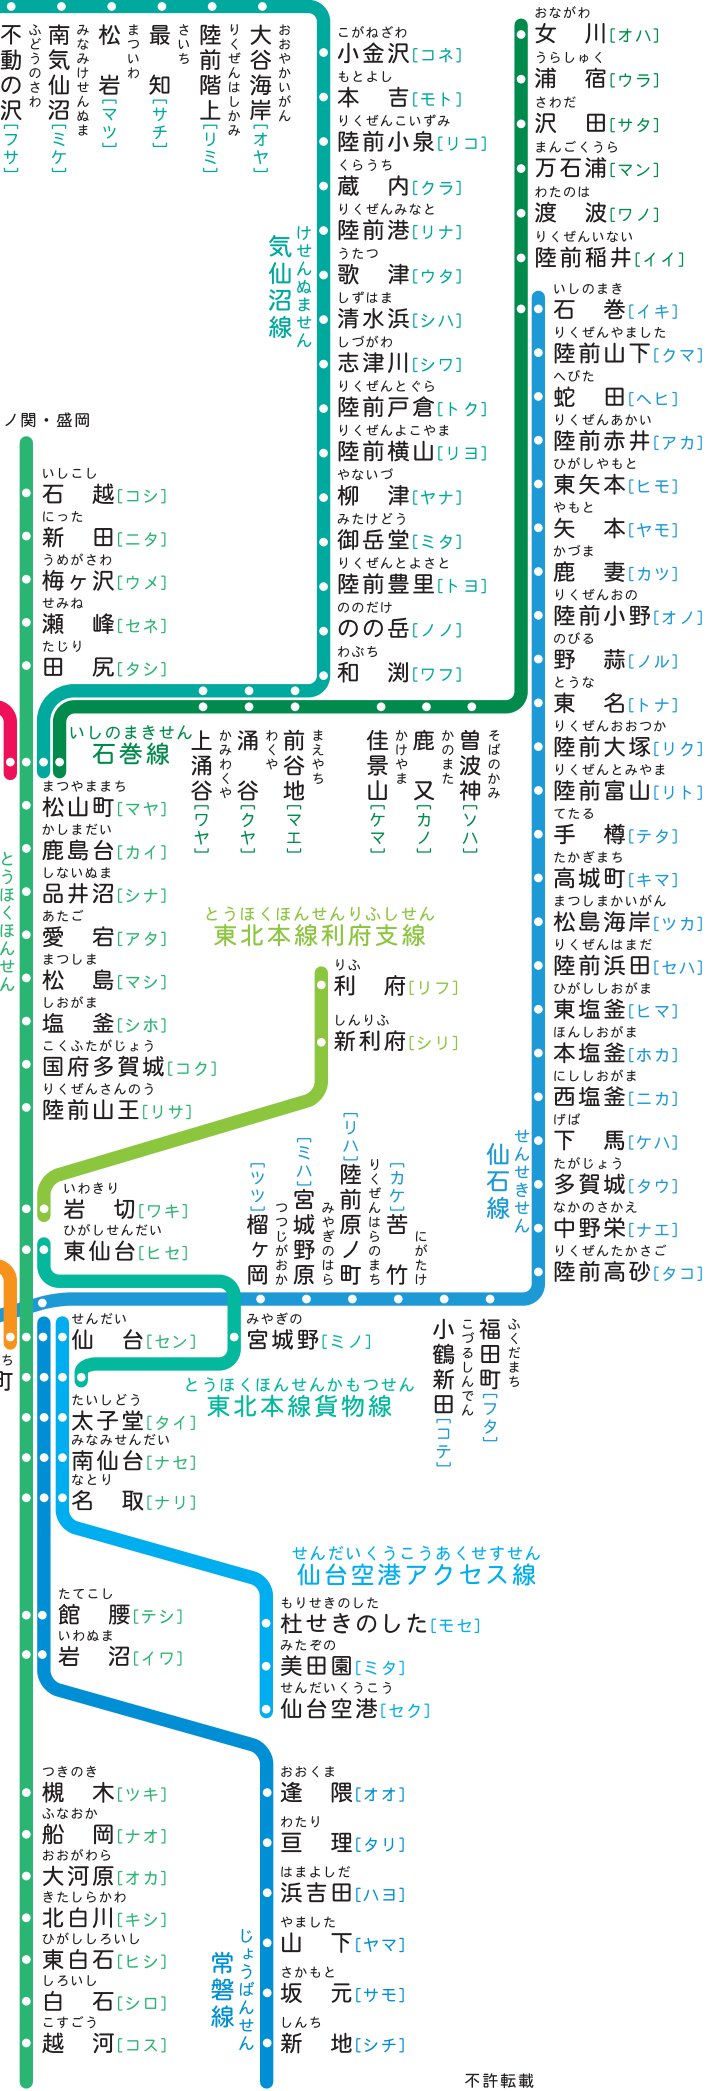 ふどうのさわ
不動の沢[フサ]
みなみけせんぬま
南気仙沼[ミケ]
まついわ
松岩[マツ]
さいち
最知[サチ]
りくぜんはしかみ
陸前階上[リミ]
おおやかいがん
大谷海岸[オヤ]
こがねざわ
小金沢[コネ]
もとよし
本吉[モト]
りくぜんこいずみ
陸前小泉[リコ]
くらうち
蔵内[クラ]
りくぜんみなと
陸前港[リナ]
うたつ
歌津[ウタ]
しずはま
清水浜[シハ]
しづがわ
志津川[シワ]
りくぜんとぐら
陸前戸倉[トク]
りくぜんよこやま
陸前横山[リヨ]
やないづ
柳津[ヤナ]
みたけどう
御岳堂[ミタ]
りくぜんとよさと
陸前豊里[トヨ]
ののだけ
のの岳[ノノ]
わぶち
和渕[ワフ]
けせんぬません
気仙沼線
おながわ
女川[オハ]
うらしゅく
浦宿[ウラ]
さわだ
沢田[サタ]
まんごくうら
万石浦[マン]
わたのは
渡波[ワノ]
りくぜんいない
陸前稲井[イイ]
いしのまき
石巻[イキ]
りくぜんやました
陸前山下[クマ]
へびた
蛇田[ヘヒ]
りくぜんあかい
陸前赤井[アカ]
ひがしやもと
東矢本[ヒモ]
やもと
矢本[ヤモ]
かづま
鹿妻[カツ]
りくぜんおの
陸前小野[オノ]
のびる
野蒜[ノル]
とうな
東名[トナ]
りくぜんおおつか
陸前大塚[リク]
りくぜんとみやま
陸前富山[リト]
てたる
手樽[テタ]
たかぎまち
高城町[キマ]
まつしまかいがん
松島海岸[ツカ]
りくぜんはまだ
陸前浜田[セハ]
ひがししおがま
東塩釜[ヒマ]
ほんしおがま
本塩釜[ホカ]
にししおがま
西塩釜[ニカ]
げば
下馬[ケハ]
たがじょう
多賀城[タウ]
なかのさかえ
中野栄[ナエ]
りくぜんたかさご
陸前高砂[タコ]
せんせきせん
仙石線
ノ関・盛岡
いしこし
石越[コシ]
にった
新田[ニタ]
うめがさわ
梅ヶ沢[ウメ]
せみね
瀬峰[セネ]
たじり
田尻[タシ]
いしのまきせん
石巻線
かみわくや
上涌谷[ワヤ]
わくや
涌谷[クヤ]
まえやち
前谷地[マエ]
かけやま
佳景山[ケマ]
かのまた
鹿又[カノ]
そばのかみ
曽波神[ソハ]
まつやままち
松山町[マヤ]
かしまだい
鹿島台[カイ]
しないぬま
品井沼[シナ]
あたご
愛宕[アタ]
まつしま
松島[マシ]
しおがま
塩釜[シホ]
こくふたがじょう
国府多賀城[コク]
りくぜんさんのう
陸前山王[リサ]
とうほくほんせん
とうほくほんせんりふしせん
東北本線利府支線
りふ
利府[リフ]
しんりふ
新利府[シリ]
いわきり
岩切[ワキ]
ひがしせんだい
東仙台[ヒセ]
つつじがおか
榴ヶ岡[ツツ]
みやぎのはら
宮城野原[ミハ]
りくぜんはらのまち
陸前原ノ町[リハ]
にがたけ
苦竹[カケ]
こづるしんでん
小鶴新田[コテ]
ふくだまち
福田町[フタ]
せんだい
仙台[セン]
みやぎの
宮城野[ミノ]
とうほくほんせんかもつせん
東北本線貨物線
ち
町
たいしどう
太子堂[タイ]
みなみせんだい
南仙台[ナセ]
なとり
名取[ナリ]
せんだいくうこうあくせすせん
仙台空港アクセス線
たてこし
館腰[テシ]
いわぬま
岩沼[イワ]
もりせきのした
杜せきのした[モセ]
みたぞの
美田園[ミタ]
せんだいくうこう
仙台空港[セク]
つきのき
槻木[ツキ]
ふなおか
船岡[ナオ]
おおがわら
大河原[オカ]
きたしらかわ
北白川[キシ]
ひがししろいし
東白石[ヒシ]
しろいし
白石[シロ]
こすごう
越河[コス]
じょうばんせん
常磐線
おおくま
逢隈[オオ]
わたり
亘理[タリ]
はまよしだ
浜吉田[ハヨ]
やました
山下[ヤマ]
さかもと
坂元[サモ]
しんち
新地[シチ]
不許転載